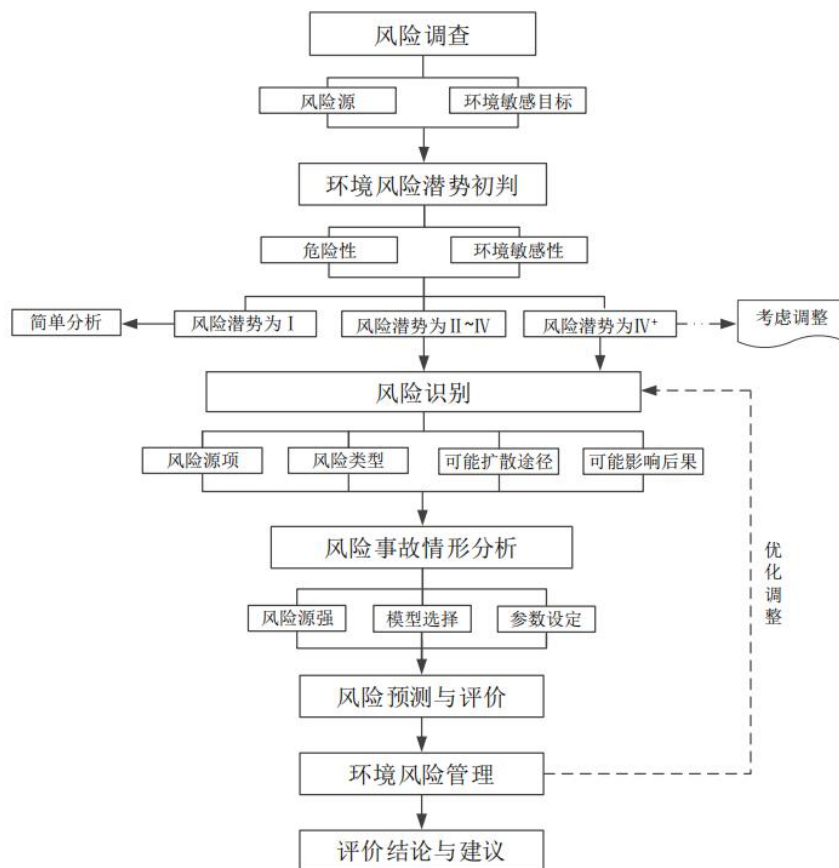 风险调查
风险源
环境敏感目标
环境风险潜势初判
危险性
环境敏感性
简单分析
风险潜势为Ⅰ
风险潜势为Ⅱ~Ⅳ
风险潜势为Ⅳ⁺
考虑调整
风险识别
风险源项
风险类型
可能扩散途径
可能影响后果
风险事故情形分析
优化调整
风险源强
模型选择
参数设定
风险预测与评价
环境风险管理
评价结论与建议